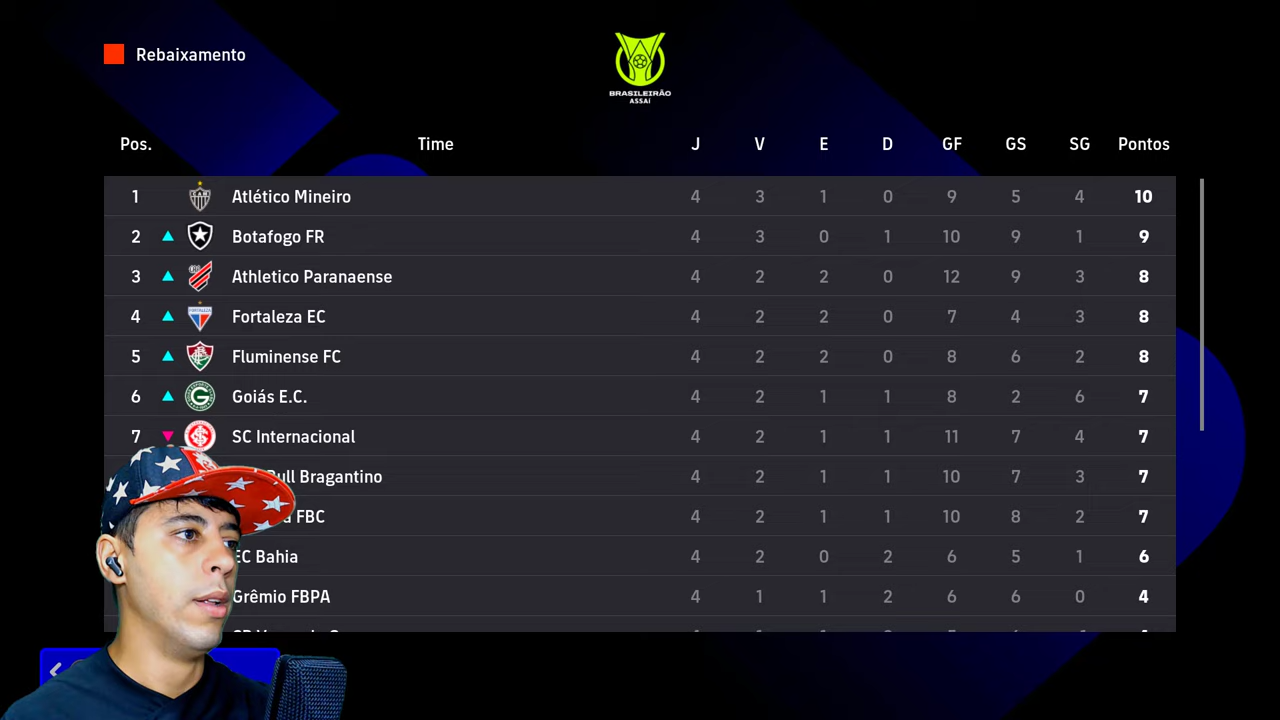 Rebaixamento
BRASILEIRÃO
ASSAÍ
Pos. Time J V E D GF GS SG Pontos
1 Atlético Mineiro 4 3 1 0 9 5 4 10
2 Botafogo FR 4 3 0 1 10 9 1 9
3 Athletico Paranaense 4 2 2 0 12 9 3 8
4 Fortaleza EC 4 2 2 0 7 4 3 8
5 Fluminense FC 4 2 2 0 8 6 2 8
6 Goiás E.C. 4 2 1 1 8 2 6 7
7 SC Internacional 4 2 1 1 11 7 4 7
Bull Bragantino 4 2 1 1 10 7 3 7
FBC 4 2 1 1 10 8 2 7
EC Bahia 4 2 0 2 6 5 1 6
Grêmio FBPA 4 1 1 2 6 6 0 4